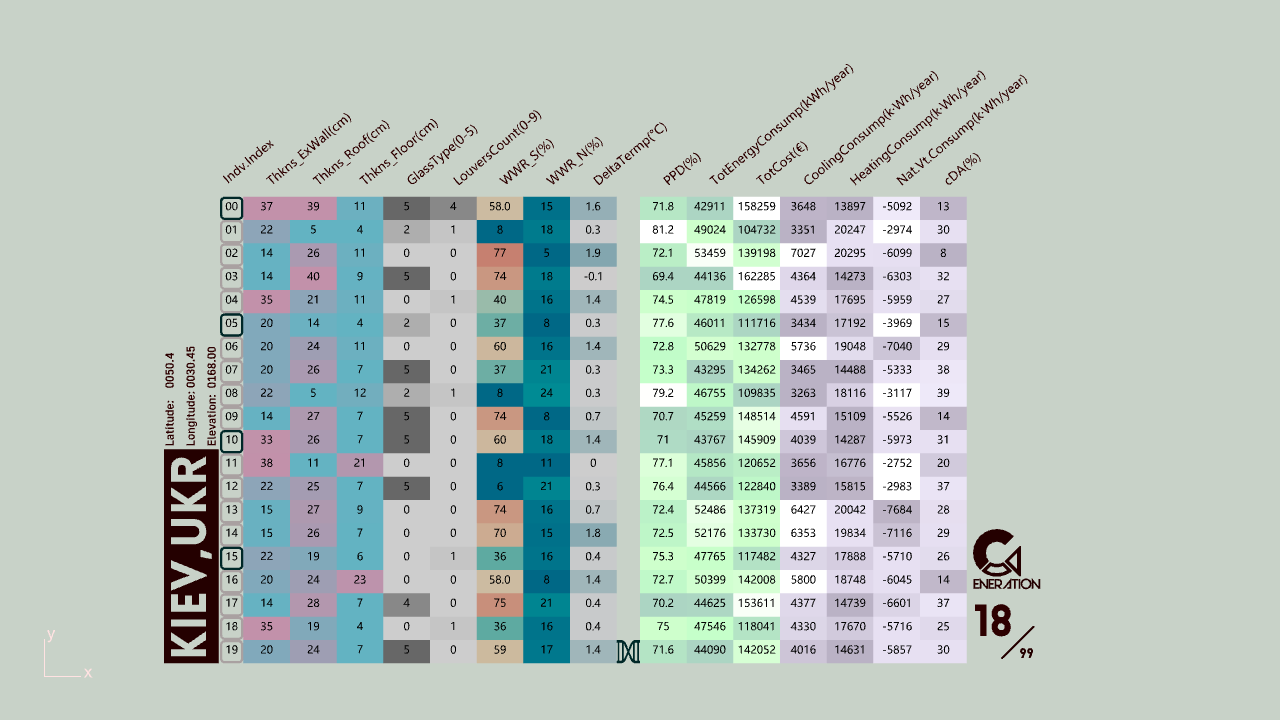 Indv.Index Thkns_ExWall(cm) Thkns_Roof(cm) Thkns_Floor(cm) GlassType(0-5) LouversCount(0-9) WWR_S(%) WWR_N(%) DeltaTermp(°C) PPD(%) TotEnergyConsump(kWh/year) TotCost(€) CoolingConsump(k·Wh/year) HeatingConsump(k·Wh/year) Nat.Vt.Consump(k·Wh/year) cDA(%)
00 37 39 11 5 4 58.0 15 1.6 71.8 42911 158259 3648 13897 -5092 13
01 22 5 4 2 1 8 18 0.3 81.2 49024 104732 3351 20247 -2974 30
02 14 26 11 0 0 77 5 1.9 72.1 53459 139198 7027 20295 -6099 8
03 14 40 9 5 0 74 18 -0.1 69.4 44136 162285 4364 14273 -6303 32
04 35 21 11 0 1 40 16 1.4 74.5 47819 126598 4539 17695 -5959 27
05 20 14 4 2 0 37 8 0.3 77.6 46011 111716 3434 17192 -3969 15
06 20 24 11 0 0 60 16 1.4 72.8 50629 132778 5736 19048 -7040 29
07 20 26 7 5 0 37 21 0.3 73.3 43295 134262 3465 14488 -5333 38
08 22 5 12 2 1 8 24 0.3 79.2 46755 109835 3263 18116 -3117 39
09 14 27 7 5 0 74 8 0.7 70.7 45259 148514 4591 15109 -5526 14
10 33 26 7 5 0 60 18 1.4 71 43767 145909 4039 14287 -5973 31
11 38 11 21 0 0 8 11 0 77.1 45856 120652 3656 16776 -2752 20
12 22 25 7 5 0 6 21 0.3 76.4 44566 122840 3389 15815 -2983 37
13 15 27 9 0 0 74 16 0.7 72.4 52486 137319 6427 20042 -7684 28
14 15 26 7 0 0 70 15 1.8 72.5 52176 133730 6353 19834 -7116 29
15 22 19 6 0 1 36 16 0.4 75.3 47765 117482 4327 17888 -5710 26
16 20 24 23 0 0 58.0 8 1.4 72.7 50399 142008 5800 18748 -6045 14
17 14 28 7 4 0 75 21 0.4 70.2 44625 153611 4377 14739 -6601 37
18 35 19 4 0 1 36 16 0.4 75 47546 118041 4330 17670 -5716 25
19 20 24 7 5 0 59 17 1.4 71.6 44090 142052 4016 14631 -5857 30
Latitude: 0050.4
Longitude: 0030.45
Elevation: 0168.00
KIEV,UKR
GENERATION
18/99
y
x